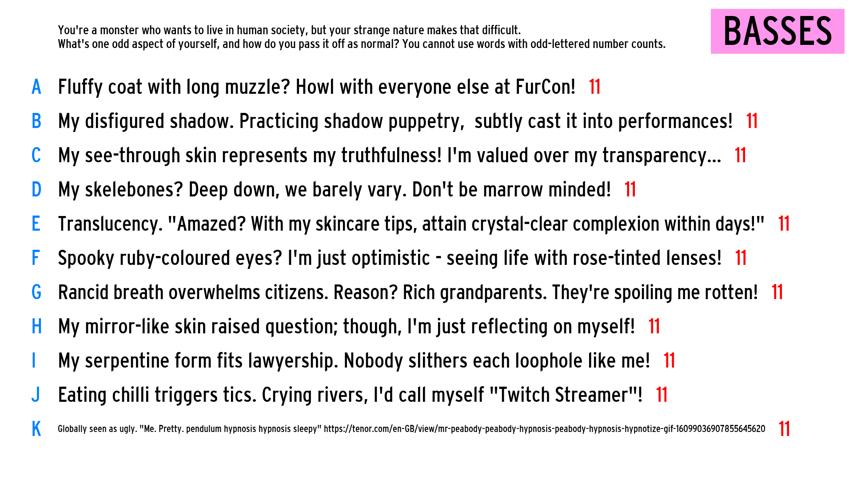 You're a monster who wants to live in human society, but your strange nature makes that difficult.
What's one odd aspect of yourself, and how do you pass it off as normal? You cannot use words with odd-lettered number counts.
BASSES
A Fluffy coat with long muzzle? Howl with everyone else at FurCon! 11
B My disfigured shadow. Practicing shadow puppetry, subtly cast it into performances! 11
C My see-through skin represents my truthfulness! I'm valued over my transparency... 11
D My skelebones? Deep down, we barely vary. Don't be marrow minded! 11
E Translucency. "Amazed? With my skincare tips, attain crystal-clear complexion within days!" 11
F Spooky ruby-coloured eyes? I'm just optimistic - seeing life with rose-tinted lenses! 11
G Rancid breath overwhelms citizens. Reason? Rich grandparents. They're spoiling me rotten! 11
H My mirror-like skin raised question; though, I'm just reflecting on myself! 11
I My serpentine form fits lawyership. Nobody slithers each loophole like me! 11
J Eating chilli triggers tics. Crying rivers, I'd call myself "Twitch Streamer"! 11
K Globally seen as ugly. "Me. Pretty. pendulum hypnosis hypnosis sleepy" https://tenor.com/en-GB/view/mr-peabody-peabody-hypnosis-peabody-hypnosis-hypnotize-gif-16099036907855645620 11